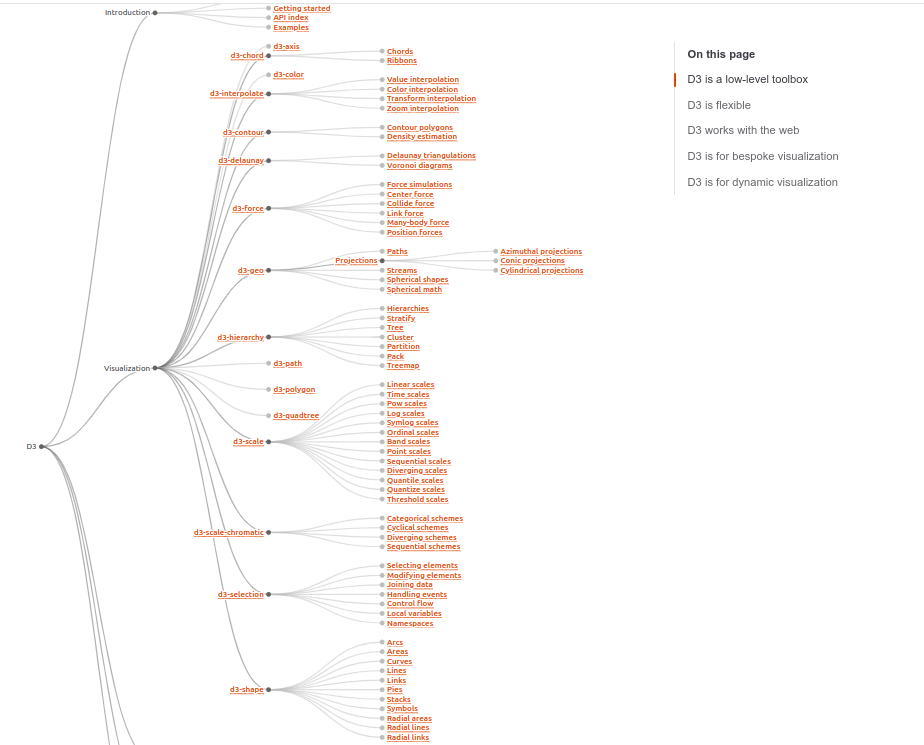 Introduction
Getting started
API index
Examples
d3-axis
d3-chord
Chords
Ribbons
d3-color
d3-interpolate
Value interpolation
Color interpolation
Transform interpolation
Zoom interpolation
d3-contour
Contour polygons
Density estimation
d3-delaunay
Delaunay triangulations
Voronoi diagrams
d3-force
Force simulations
Center force
Collide force
Link force
Many-body force
Position forces
d3-geo
Paths
Projections
Azimuthal projections
Conic projections
Cylindrical projections
Streams
Spherical shapes
Spherical math
d3-hierarchy
Hierarchies
Stratify
Tree
Cluster
Partition
Pack
Treemap
Visualization
d3-path
d3-polygon
d3-quadtree
D3
d3-scale
Linear scales
Time scales
Pow scales
Log scales
Symlog scales
Ordinal scales
Band scales
Point scales
Sequential scales
Diverging scales
Quantile scales
Quantize scales
Threshold scales
d3-scale-chromatic
Categorical schemes
Cyclical schemes
Diverging schemes
Sequential schemes
d3-selection
Selecting elements
Modifying elements
Joining data
Handling events
Control flow
Local variables
Namespaces
d3-shape
Arcs
Areas
Curves
Lines
Links
Pies
Stacks
Symbols
Radial areas
Radial lines
Radial links
On this page
D3 is a low-level toolbox
D3 is flexible
D3 works with the web
D3 is for bespoke visualization
D3 is for dynamic visualization